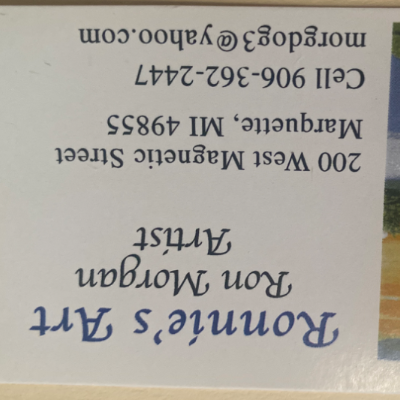 Ronnie's Art
Ron Morgan
Artist
200 West Magnetic Street
Marquette, MI 49855
Cell 906-362-2447
morgdog3@yahoo.com